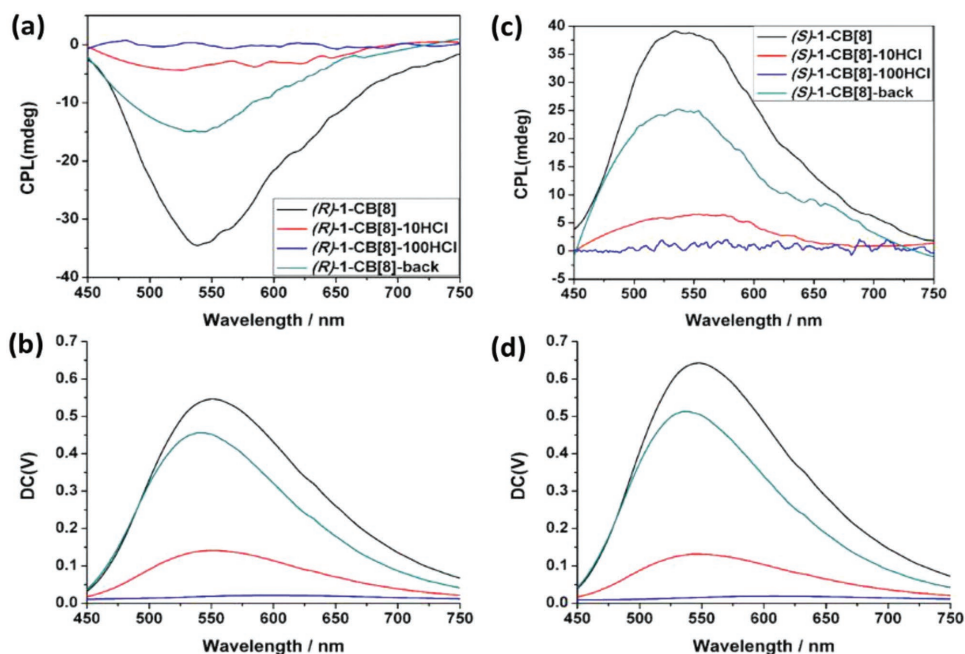 (a)
0
-10
-20
-30
-40
CPL(mdeg)
(R)-1-CB[8]
(R)-1-CB[8]-10HCl
(R)-1-CB[8]-100HCl
(R)-1-CB[8]-back
450 500 550 600 650 700 750
Wavelength / nm
(c)
40
35
30
25
20
15
10
5
0
-5
CPL(mdeg)
(S)-1-CB[8]
(S)-1-CB[8]-10HCl
(S)-1-CB[8]-100HCl
(S)-1-CB[8]-back
450 500 550 600 650 700 750
Wavelength / nm
(b)
0.7
0.6
0.5
0.4
0.3
0.2
0.1
0.0
DC(V)
450 500 550 600 650 700 750
Wavelength / nm
(d)
0.7
0.6
0.5
0.4
0.3
0.2
0.1
0.0
DC(V)
450 500 550 600 650 700 750
Wavelength / nm